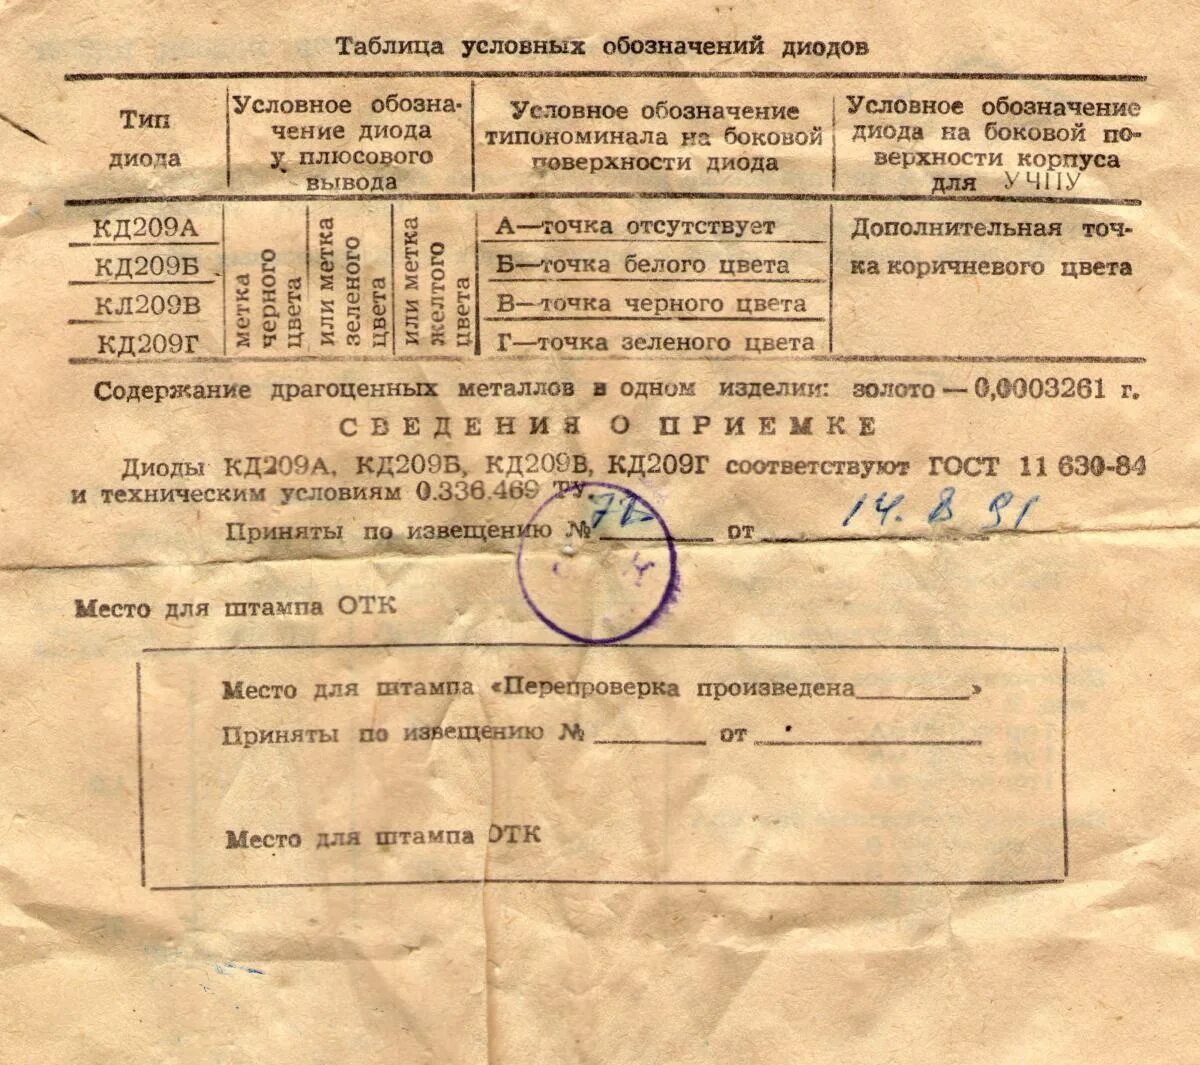 Таблица условных обозначений диодов
Тип
диода
Условное обозна-
чение диода
у плюсового
вывода
Условное обозначение
типономинала на боковой
поверхности диода
Условное обозначение
диода на боковой по-
верхности корпуса
для УЧПУ
КД209А
КД209Б
КЛ209В
КД209Г
метка
черного
цвета
или метка
зеленого
цвета
или метка
желтого
цвета
А—точка отсутствует
Б—точка белого цвета
В—точка черного цвета
Г—точка зеленого цвета
Дополнительная точ-
ка коричневого цвета
Содержание драгоценных металлов в одном изделии: золото — 0,0003261 г.
СВЕДЕНИЯ О ПРИЕМКЕ
Диоды КД209А, КД209Б, КД209В, КД209Г соответствуют ГОСТ 11 630-84
и техническим условиям 0.336.469 ТУ.
Приняты по извещению № от 14. 8 91
Место для штампа ОТК
Место для штампа «Перепроверка произведена_______»
Приняты по извещению № _______ от _______
Место для штампа ОТК